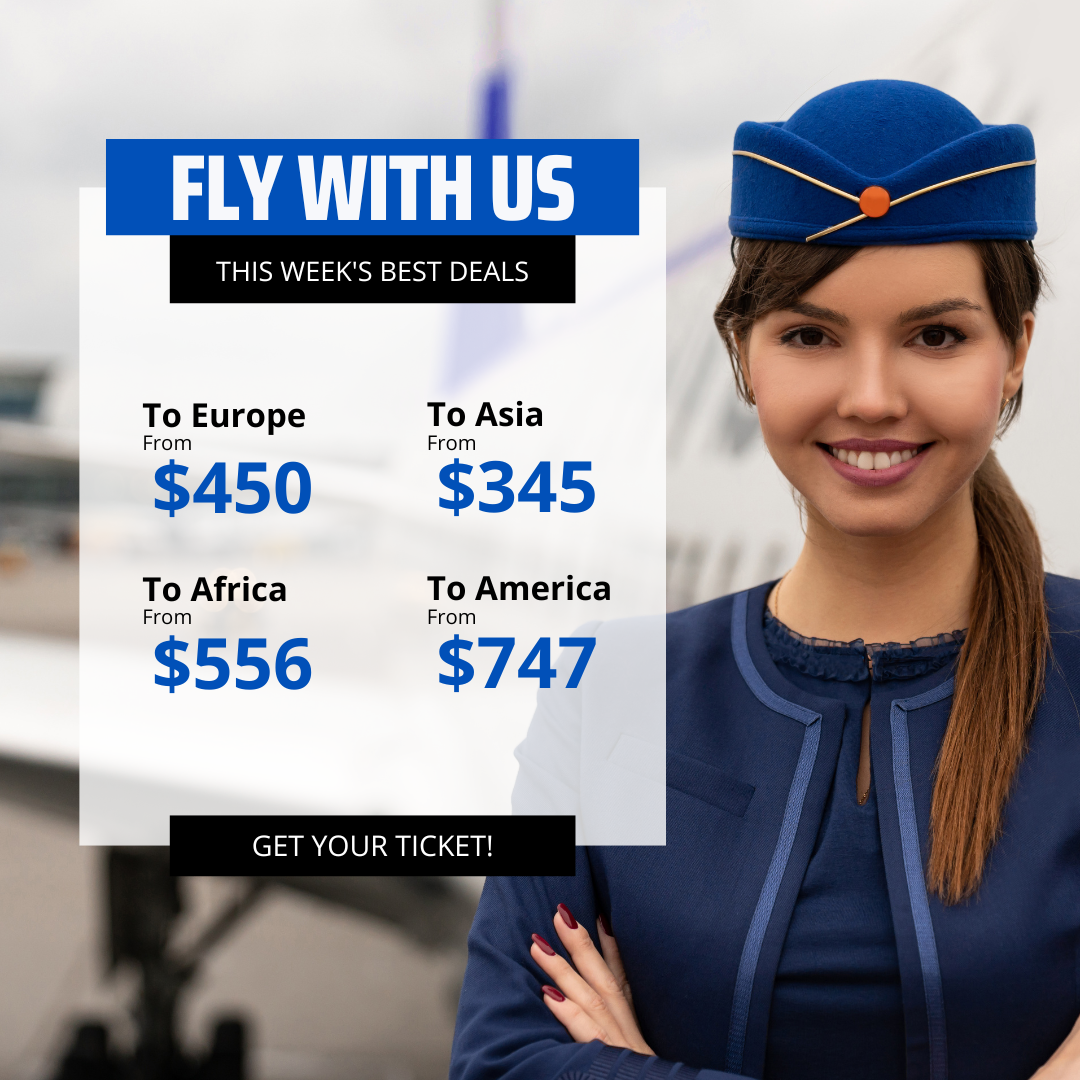 FLY WITH US
THIS WEEK'S BEST DEALS
To Europe
From
$450
To Asia
From
$345
To Africa
From
$556
To America
From
$747
GET YOUR TICKET!